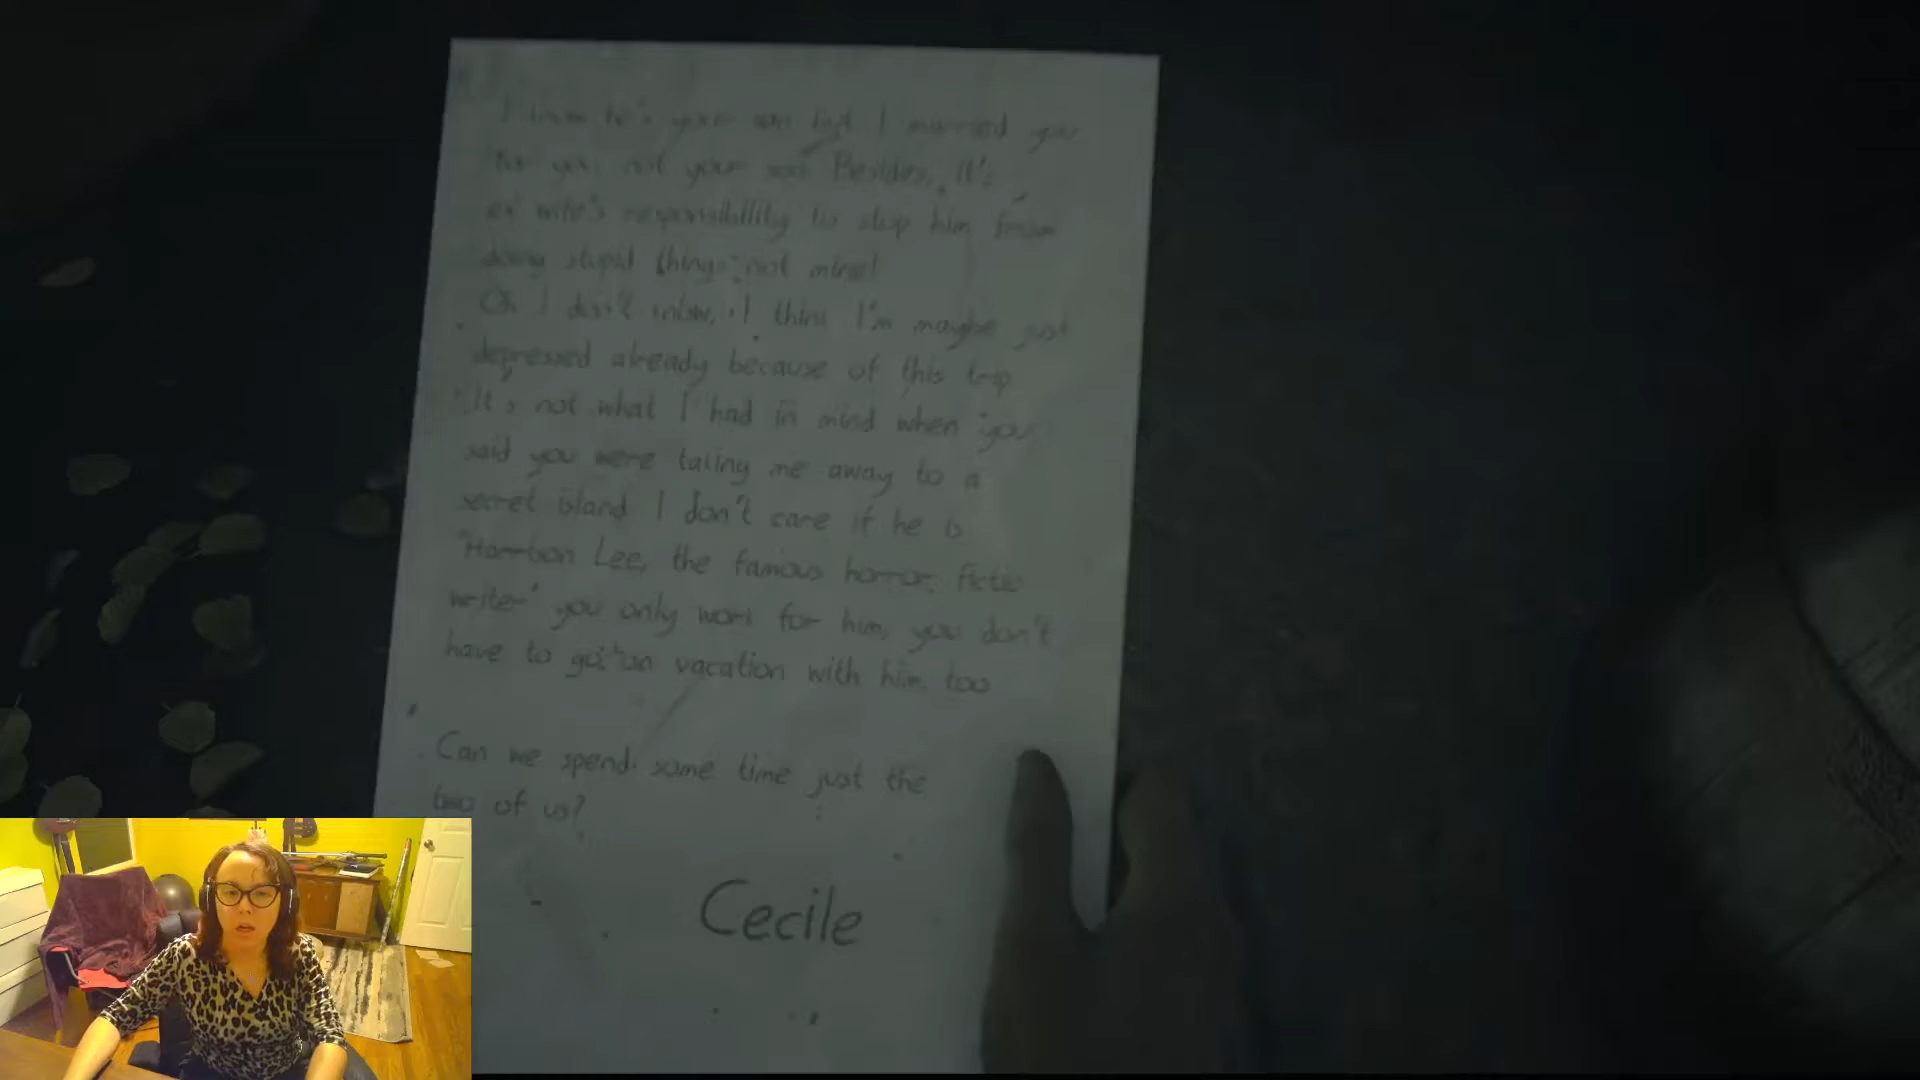 I know he's your son but I married you
for you, not your son. Besides, it's
ex wife's responsibility to stop him from
doing stupid things, not mine!
Oh I don't know, I think I'm maybe just
depressed already because of this trip
It's not what I had in mind when you
said you were taking me away to a
secret island I don't care if he is
"Harrison Lee, the famous horror fictio
writer" you only work for him, you don't
have to go on vacation with him, too
Can we spend some time just the
two of us?
Cecile